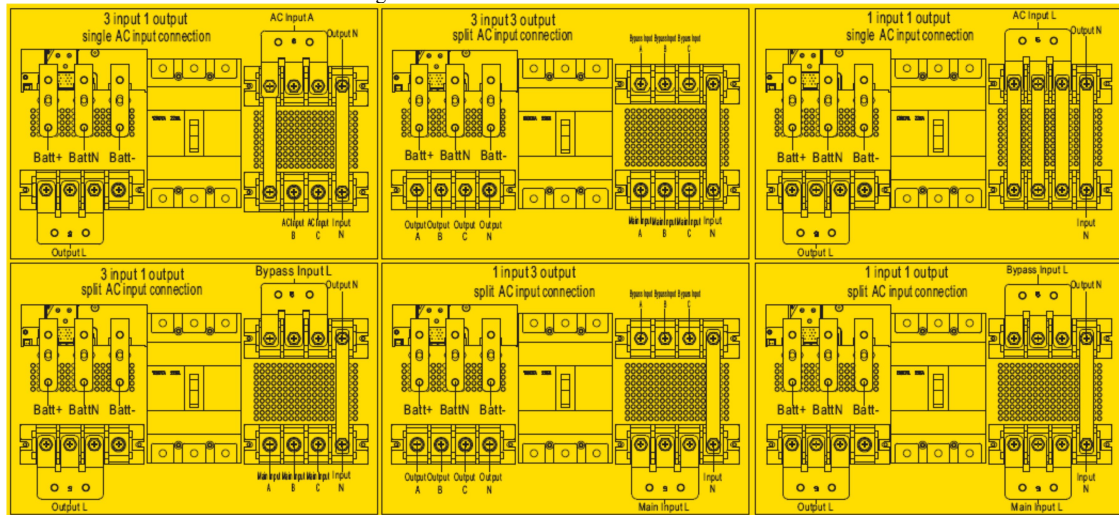 3 input 1 output
single AC input connection
AC Input A
Output N
Batt+ BattN Batt-
Output L
AC Input B
AC Input C
Input N
3 input 3 output
split AC input connection
Bypass Input A
Bypass Input B
Bypass Input C
Batt+ BattN Batt-
Output A
Output B
Output C
Output N
Main Input A
Main Input B
Main Input C
Input N
1 input 1 output
single AC input connection
AC Input L
Output N
Batt+ BattN Batt-
Output L
Input N
3 input 1 output
split AC input connection
Bypass Input L
Output N
Batt+ BattN Batt-
Output L
Main Input A
Main Input B
Main Input C
Input N
1 input 3 output
split AC input connection
Bypass Input A
Bypass Input B
Bypass Input C
Batt+ BattN Batt-
Output A
Output B
Output C
Output N
Main Input L
Input N
1 input 1 output
split AC input connection
Bypass Input L
Output N
Batt+ BattN Batt-
Output L
Main Input L
Input N